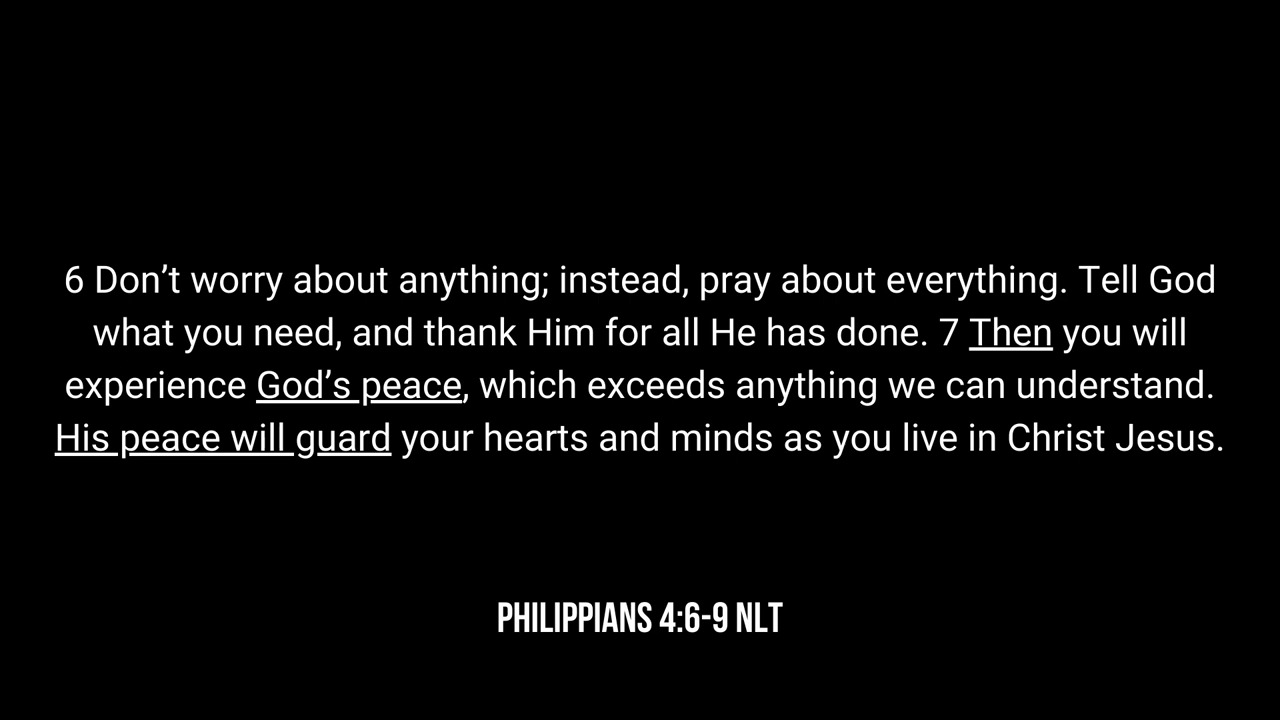 6 Don’t worry about anything; instead, pray about everything. Tell God
what you need, and thank Him for all He has done. 7 Then you will
experience God’s peace, which exceeds anything we can understand.
His peace will guard your hearts and minds as you live in Christ Jesus.
PHILIPPIANS 4:6-9 NLT